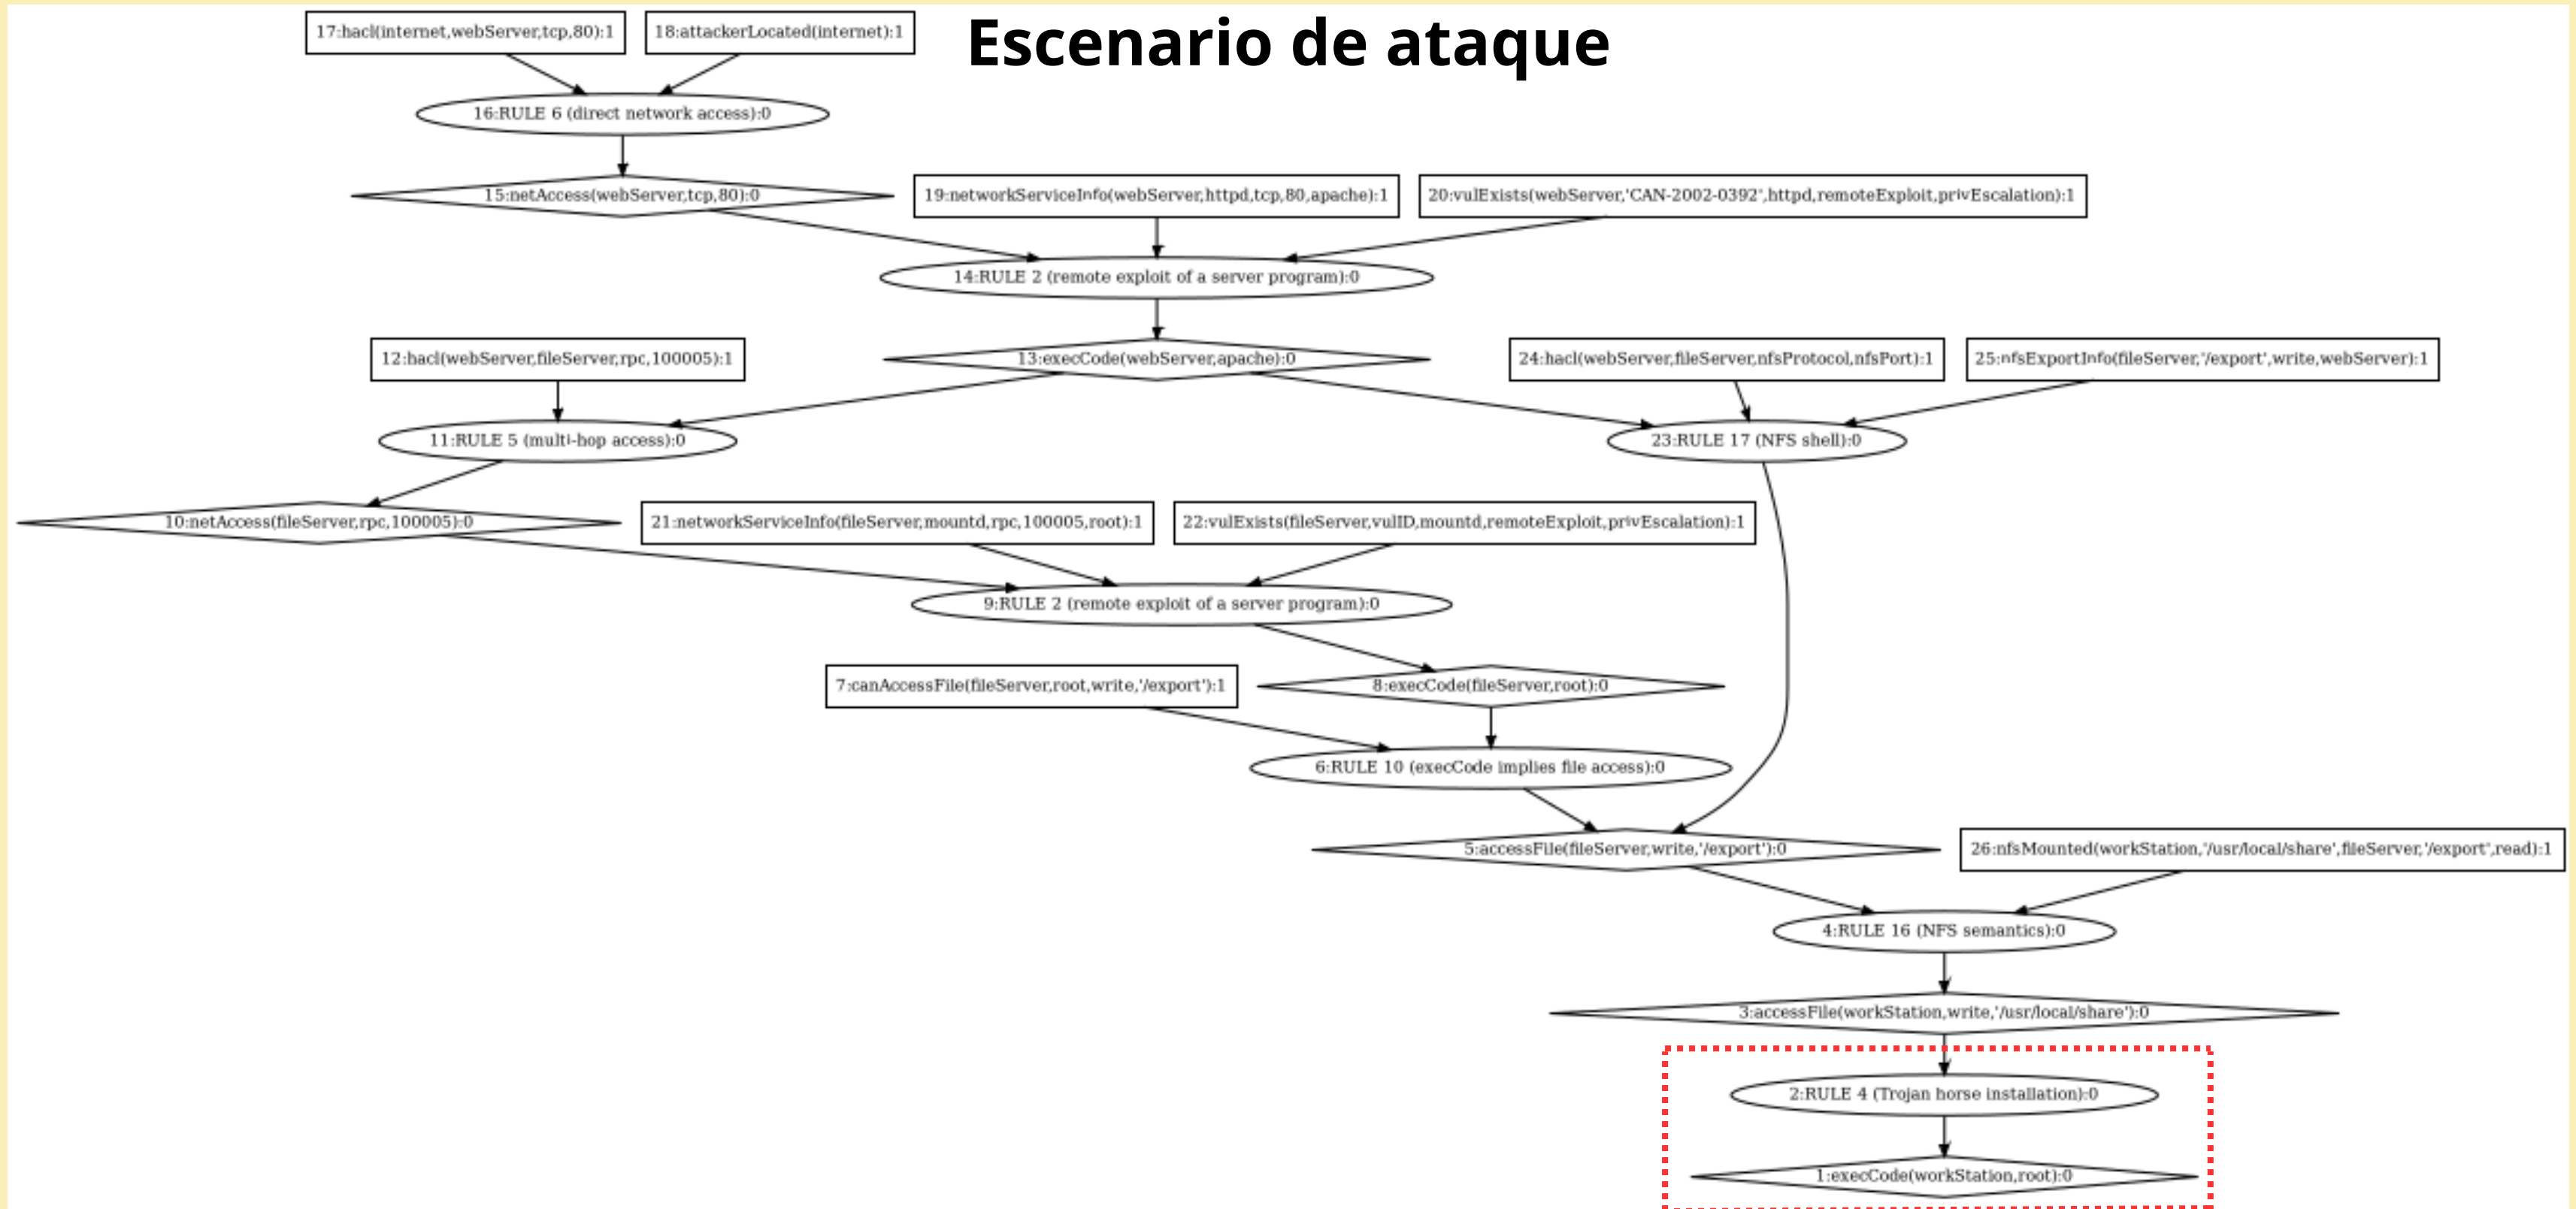 Escenario de ataque
17:hacl(internet,webServer,tcp,80):1
18:attackerLocated(internet):1
16:RULE 6 (direct network access):0
15:netAccess(webServer,tcp,80):0
19:networkServiceInfo(webServer,httpd,tcp,80,apache):1
20:vulExists(webServer,'CAN-2002-0392',httpd,remoteExploit,privEscalation):1
14:RULE 2 (remote exploit of a server program):0
12:hacl(webServer,fileServer,rpc,100005):1
13:execCode(webServer,apache):0
24:hacl(webServer,fileServer,nfsProtocol,nfsPort):1
25:nfsExportInfo(fileServer,'/export',write,webServer):1
11:RULE 5 (multi-hop access):0
23:RULE 17 (NFS shell):0
10:netAccess(fileServer,rpc,100005):0
21:networkServiceInfo(fileServer,mountd,rpc,100005,root):1
22:vulExists(fileServer,vulID,mountd,remoteExploit,privEscalation):1
9:RULE 2 (remote exploit of a server program):0
7:canAccessFile(fileServer,root,write,'/export'):1
8:execCode(fileServer,root):0
6:RULE 10 (execCode implies file access):0
5:accessFile(fileServer,write,'/export'):0
26:nfsMounted(workStation,'/usr/local/share',fileServer,'/export',read):1
4:RULE 16 (NFS semantics):0
3:accessFile(workStation,write,'/usr/local/share'):0
2:RULE 4 (Trojan horse installation):0
1:execCode(workStation,root):0